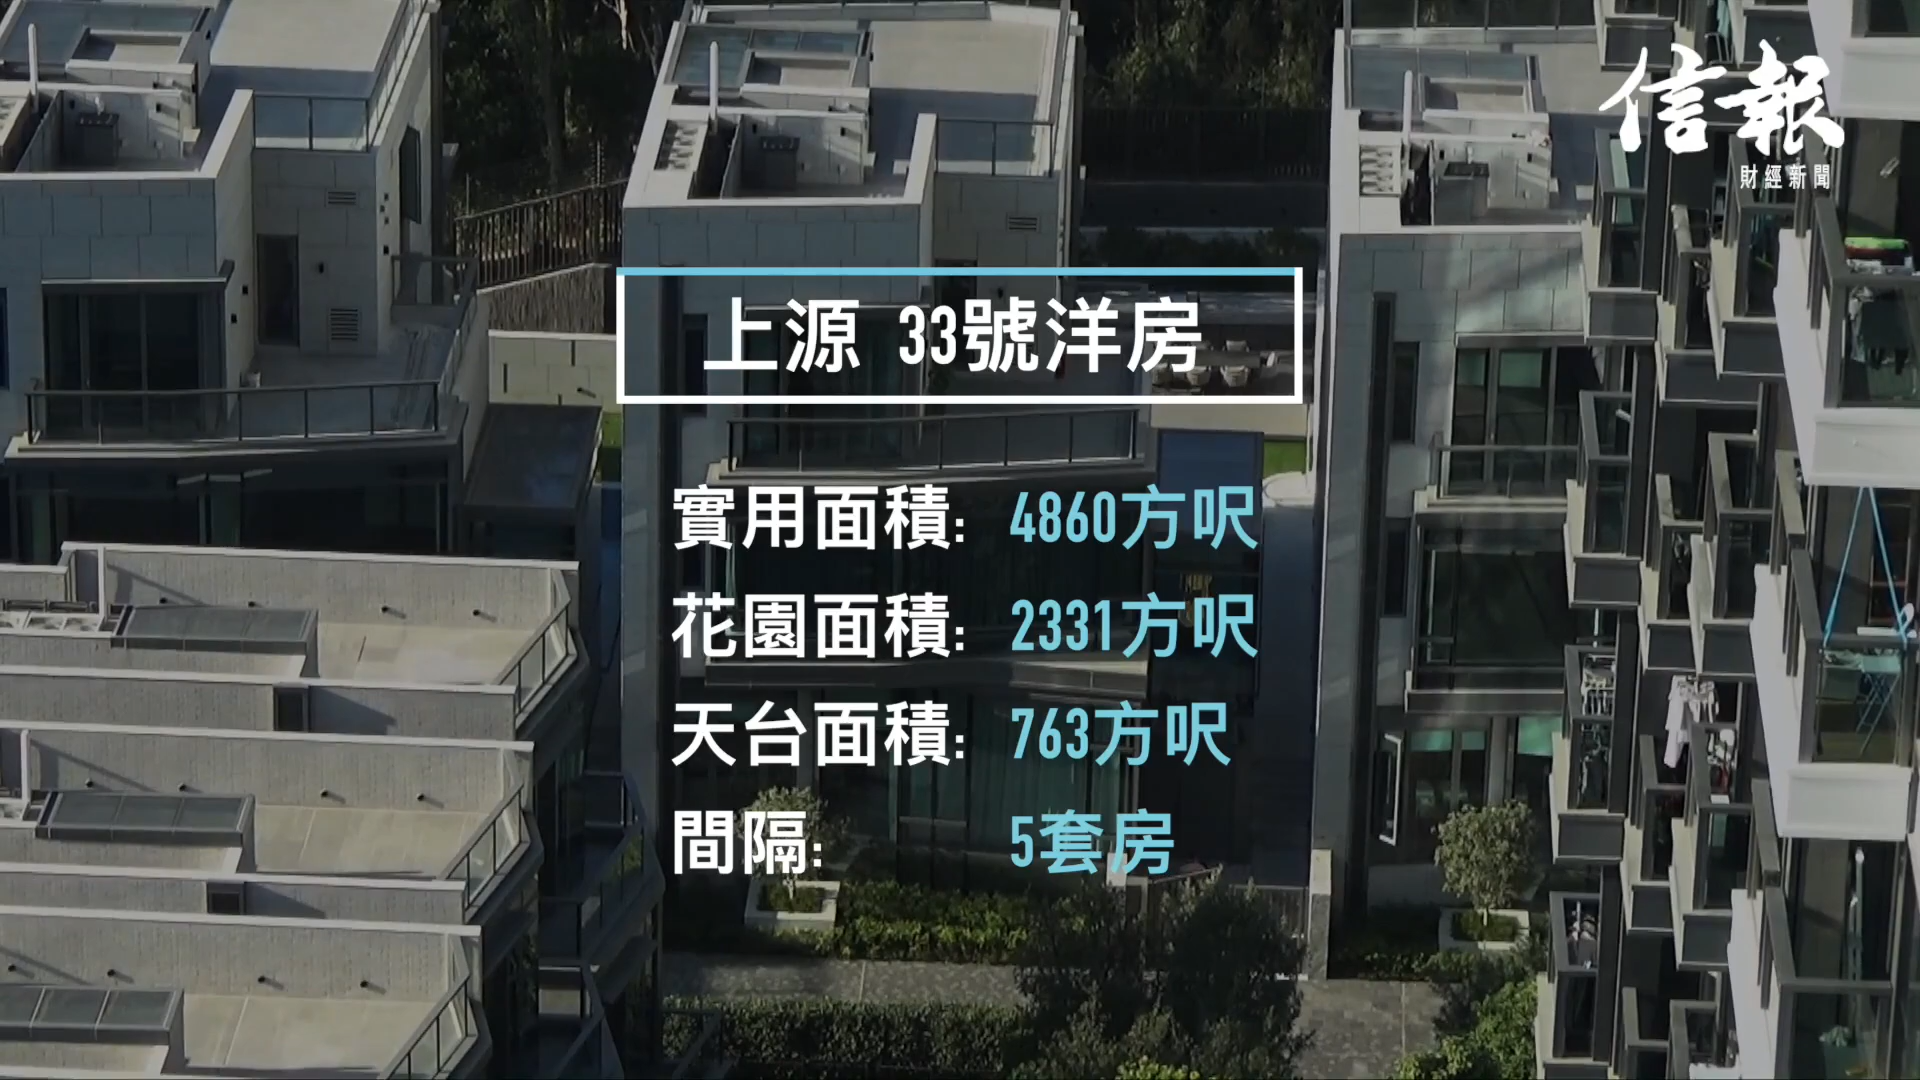 信報
財經新聞
上源 33號洋房
實用面積: 4860方呎
花園面積: 2331方呎
天台面積: 763方呎
間隔: 5套房